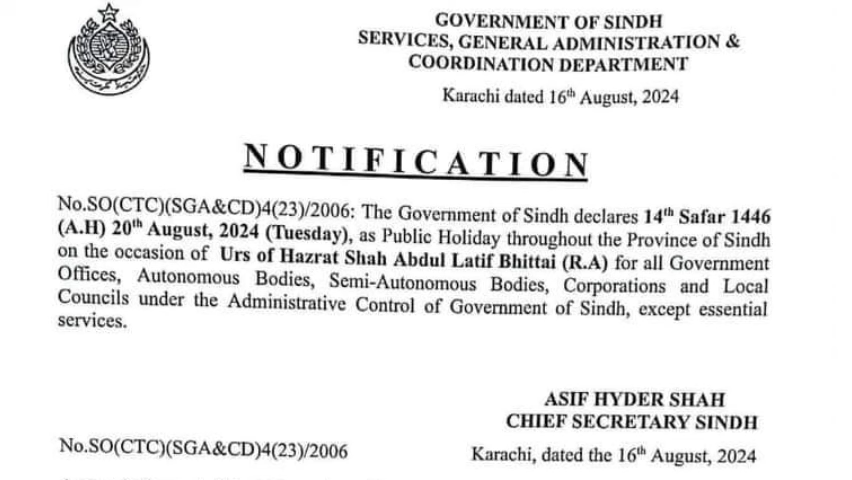 GOVERNMENT OF SINDH
SERVICES, GENERAL ADMINISTRATION &
COORDINATION DEPARTMENT
Karachi dated 16th August, 2024
NOTIFICATION
No.SO(CTC)(SGA&CD)4(23)/2006: The Government of Sindh declares 14th Safar 1446
(A.H) 20th August, 2024 (Tuesday), as Public Holiday throughout the Province of Sindh
on the occasion of Urs of Hazrat Shah Abdul Latif Bhittai (R.A) for all Government
Offices, Autonomous Bodies, Semi-Autonomous Bodies, Corporations and Local
Councils under the Administrative Control of Government of Sindh, except essential
services.
ASIF HYDER SHAH
CHIEF SECRETARY SINDH
No.SO(CTC)(SGA&CD)4(23)/2006
Karachi, dated the 16th August, 2024